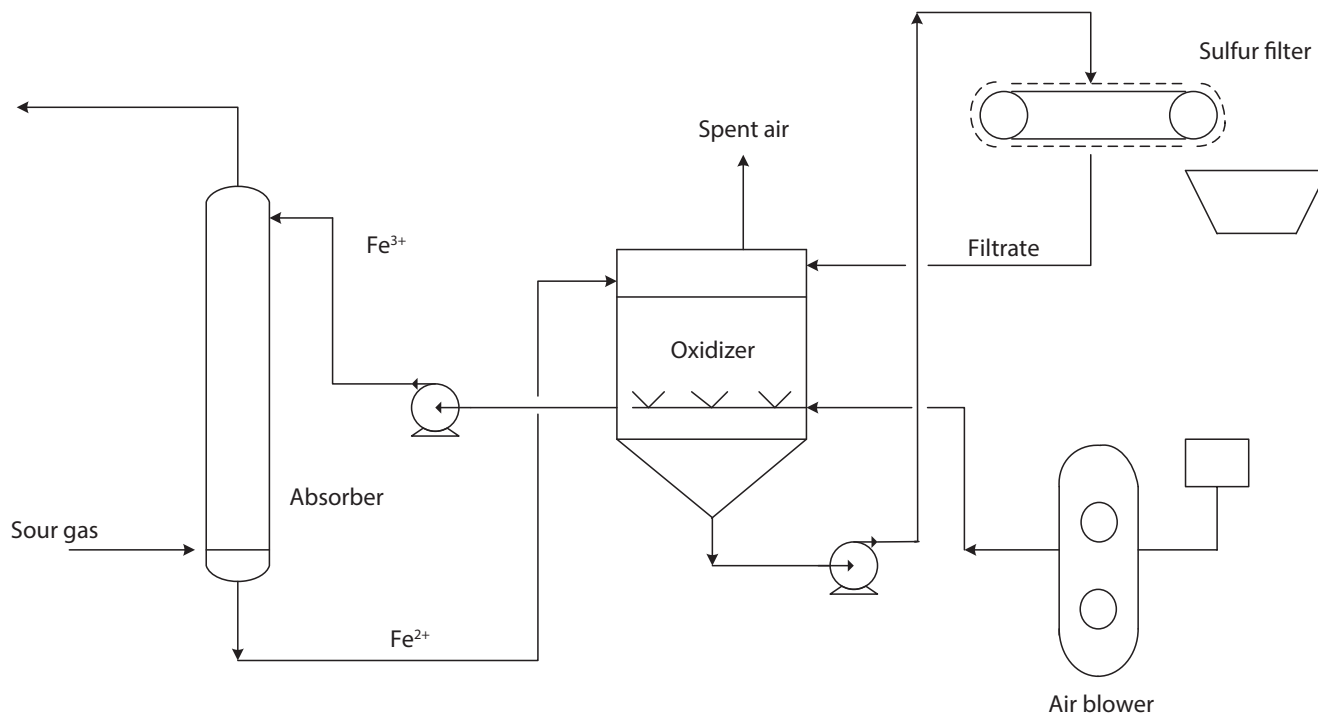 Sulfur filter
Spent air
Fe³⁺
Filtrate
Oxidizer
Absorber
Sour gas
Fe²⁺
Air blower